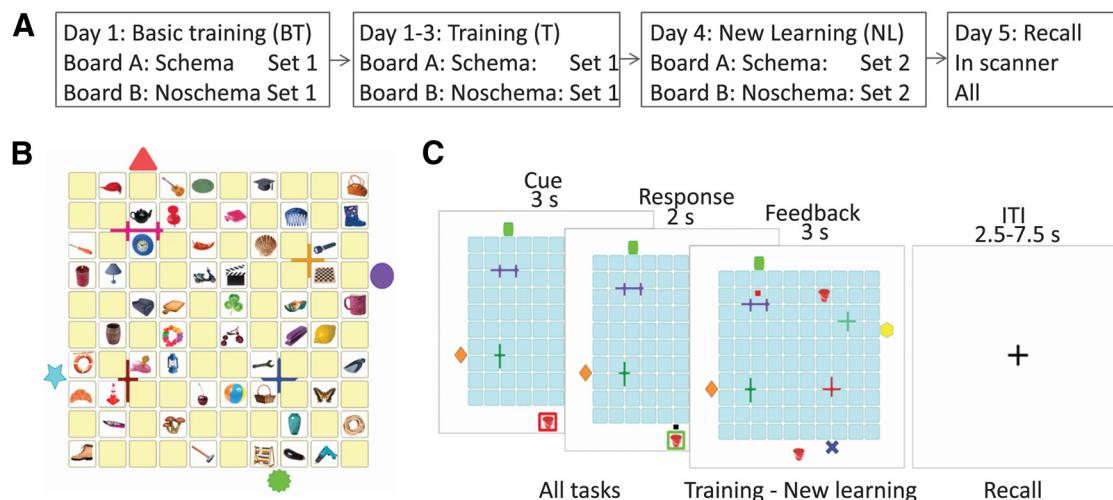 A
Day 1: Basic training (BT)
Board A: Schema Set 1
Board B: Noschema Set 1
Day 1-3: Training (T)
Board A: Schema: Set 1
Board B: Noschema: Set 1
Day 4: New Learning (NL)
Board A: Schema: Set 2
Board B: Noschema: Set 2
Day 5: Recall
In scanner
All
B
C
Cue
3 s
Response
2 s
Feedback
3 s
ITI
2.5-7.5 s
All tasks
Training - New learning
Recall